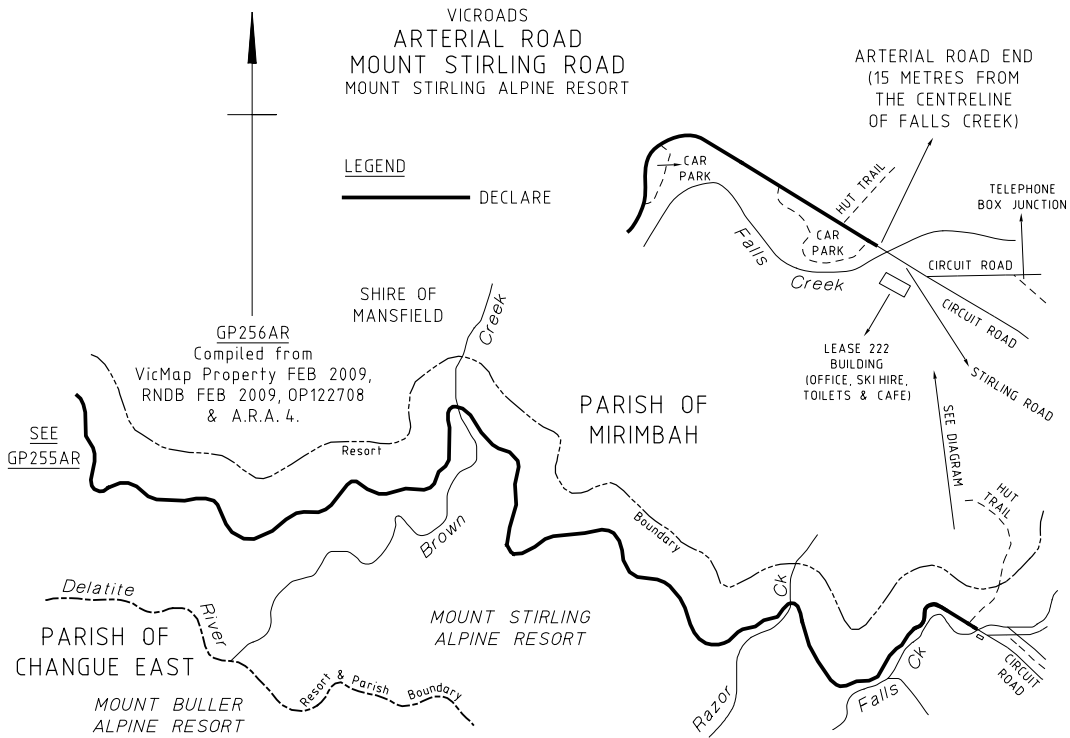 VICROADS
ARTERIAL ROAD
MOUNT STIRLING ROAD
MOUNT STIRLING ALPINE RESORT
LEGEND
DECLARE
ARTERIAL ROAD END
(15 METRES FROM
THE CENTRELINE
OF FALLS CREEK)
CAR
PARK
HUT TRAIL
TELEPHONE
BOX JUNCTION
CAR
PARK
Falls
Creek
CIRCUIT ROAD
CIRCUIT ROAD
STIRLING ROAD
LEASE 222
BUILDING
(OFFICE, SKI HIRE,
TOILETS & CAFE)
SEE DIAGRAM
SHIRE OF
MANSFIELD
Creek
GP256AR
Compiled from
VicMap Property FEB 2009,
RNDB FEB 2009, OP122708
& A.R.A. 4.
SEE
GP255AR
Resort
PARISH OF
MIRIMBAH
Boundary
HUT
TRAIL
Brown
Delatite
River
PARISH OF
CHANGUE EAST
MOUNT BULLER
ALPINE RESORT
Resort & Parish Boundary
MOUNT STIRLING
ALPINE RESORT
Razor
Ck
Falls
Ck
CIRCUIT
ROAD